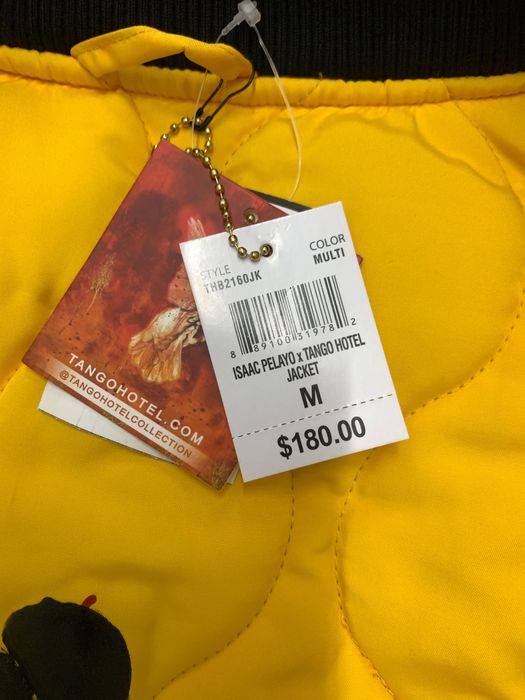 STYLE
THB2160JK
COLOR
MULTI
8 89100 31978 2
ISAAC PELAYO x TANGO HOTEL
JACKET
M
$180.00
TANGOHOTEL.COM
@TANGOHOTELCOLLECTION